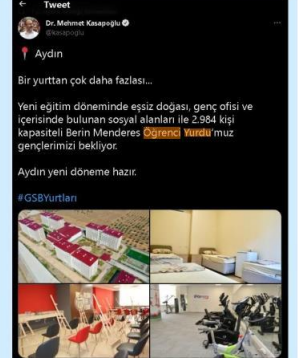 Tweet
Dr. Mehmet Kasapoğlu
@kasapoglu
Aydın
Bir yurttan çok daha fazlası...
Yeni eğitim döneminde eşsiz doğası, genç ofisi ve
içerisinde bulunan sosyal alanları ile 2.984 kişi
kapasiteli Berin Menderes Öğrenci Yurdu'muz
gençlerimizi bekliyor.
Aydın yeni döneme hazır.
#GSBYurtları